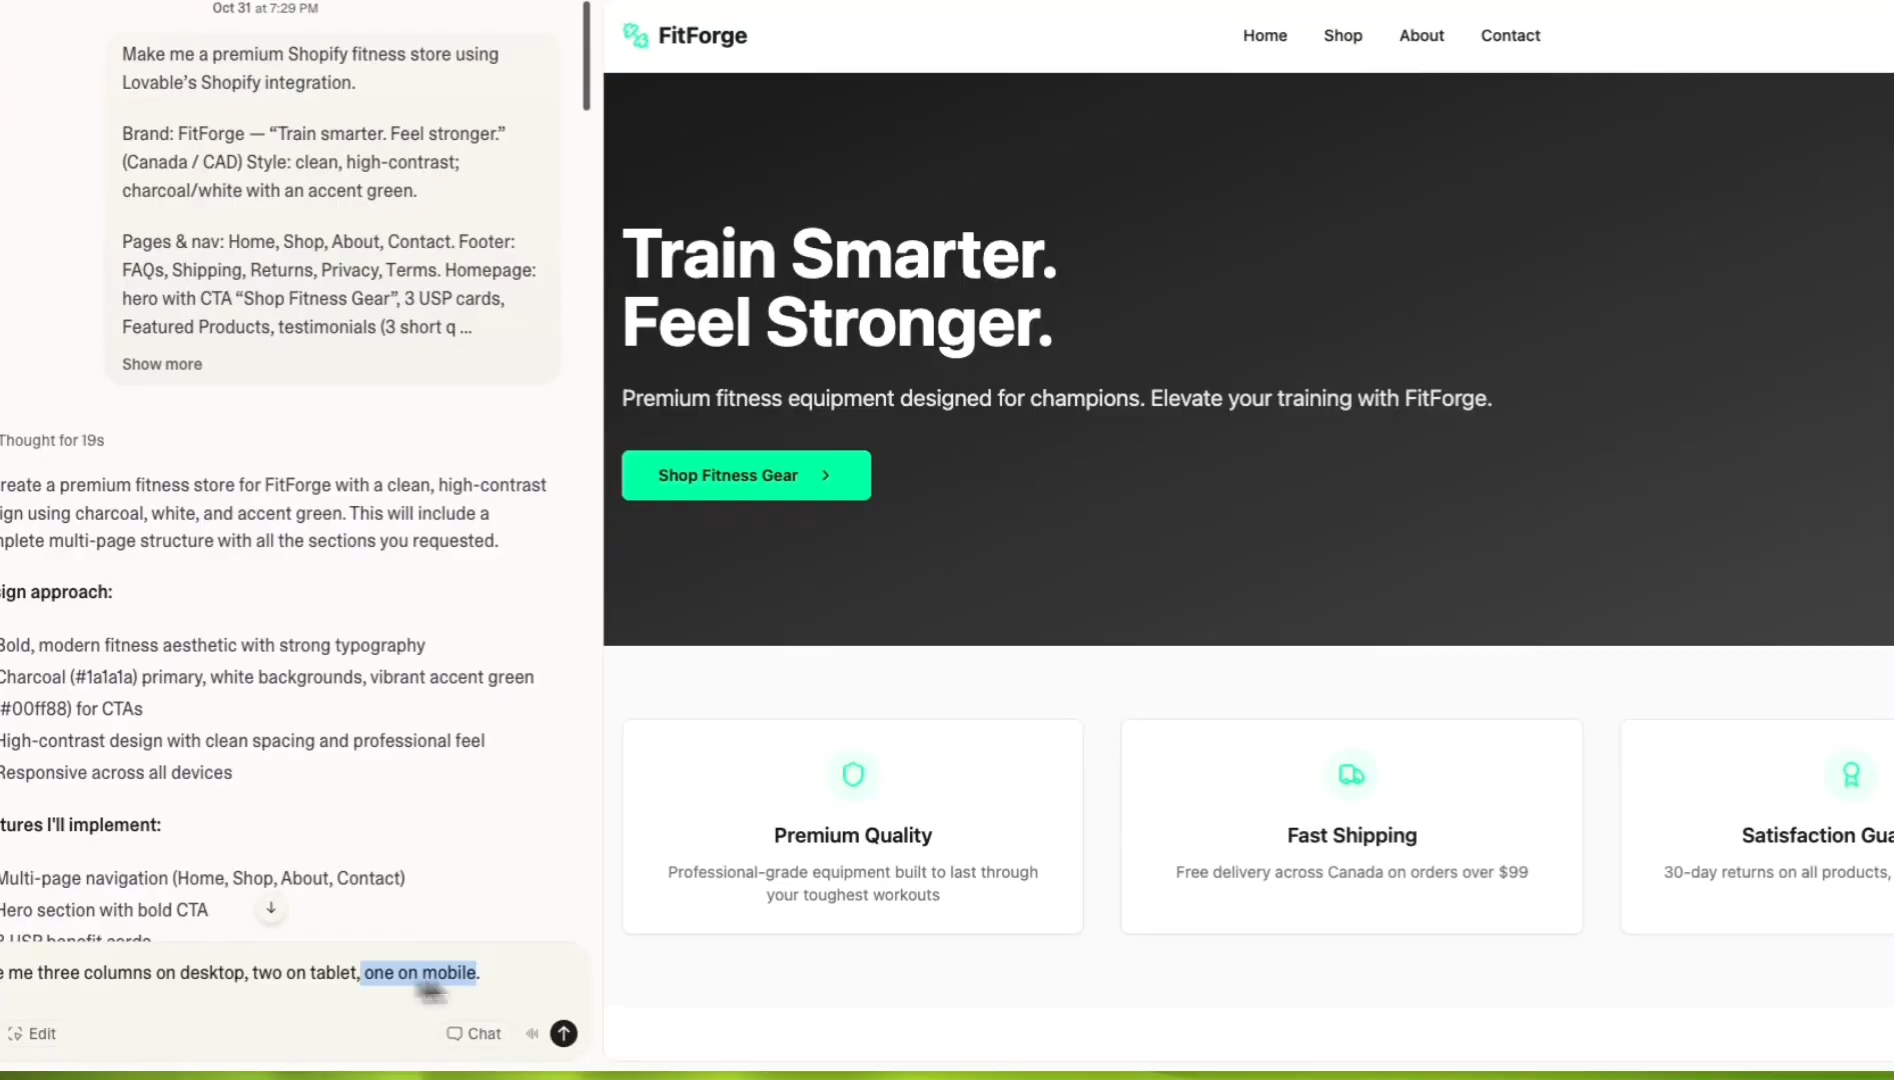 Oct 31 at 7:29 PM
Make me a premium Shopify fitness store using
Lovable’s Shopify integration.
Brand: FitForge — “Train smarter. Feel stronger.”
(Canada / CAD) Style: clean, high-contrast;
charcoal/white with an accent green.
Pages & nav: Home, Shop, About, Contact. Footer:
FAQs, Shipping, Returns, Privacy, Terms. Homepage:
hero with CTA “Shop Fitness Gear”, 3 USP cards,
Featured Products, testimonials (3 short q ...
Show more
Thought for 19s
reate a premium fitness store for FitForge with a clean, high-contrast
ign using charcoal, white, and accent green. This will include a
nplete multi-page structure with all the sections you requested.
ign approach:
Bold, modern fitness aesthetic with strong typography
Charcoal (#1a1a1a) primary, white backgrounds, vibrant accent green
#00ff88) for CTAs
High-contrast design with clean spacing and professional feel
Responsive across all devices
tures I'll implement:
Multi-page navigation (Home, Shop, About, Contact)
Hero section with bold CTA
3 USP benefit cards
e me three columns on desktop, two on tablet, one on mobile.
Edit
Chat
FitForge
Home
Shop
About
Contact
Train Smarter.
Feel Stronger.
Premium fitness equipment designed for champions. Elevate your training with FitForge.
Shop Fitness Gear
Premium Quality
Professional-grade equipment built to last through
your toughest workouts
Fast Shipping
Free delivery across Canada on orders over $99
Satisfaction Gua
30-day returns on all products,